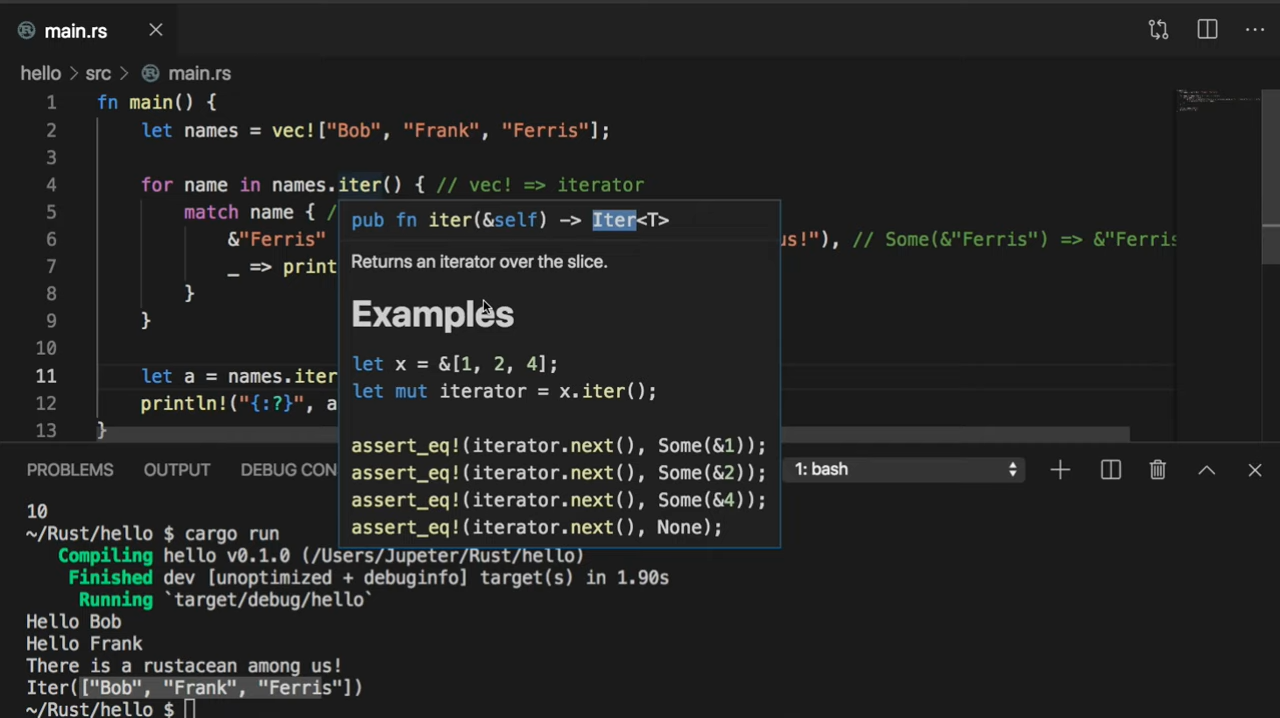 main.rs
hello > src > main.rs
1 fn main() {
2 let names = vec!["Bob", "Frank", "Ferris"];
3
4 for name in names.iter() { // vec! => iterator
5 match name { /
6 &"Ferris" us!"), // Some(&"Ferris") => &"Ferris
7 _ => print
8 }
9 }
10
11 let a = names.iter
12 println!("{:?}", a
13 }
pub fn iter(&self) -> Iter<T>
Returns an iterator over the slice.
Examples
let x = &[1, 2, 4];
let mut iterator = x.iter();
assert_eq!(iterator.next(), Some(&1));
assert_eq!(iterator.next(), Some(&2));
assert_eq!(iterator.next(), Some(&4));
assert_eq!(iterator.next(), None);
PROBLEMS OUTPUT DEBUG CON 1: bash
10
~/Rust/hello $ cargo run
Compiling hello v0.1.0 (/Users/Jupeter/Rust/hello)
Finished dev [unoptimized + debuginfo] target(s) in 1.90s
Running `target/debug/hello`
Hello Bob
Hello Frank
There is a rustacean among us!
Iter(["Bob", "Frank", "Ferris"])
~/Rust/hello $